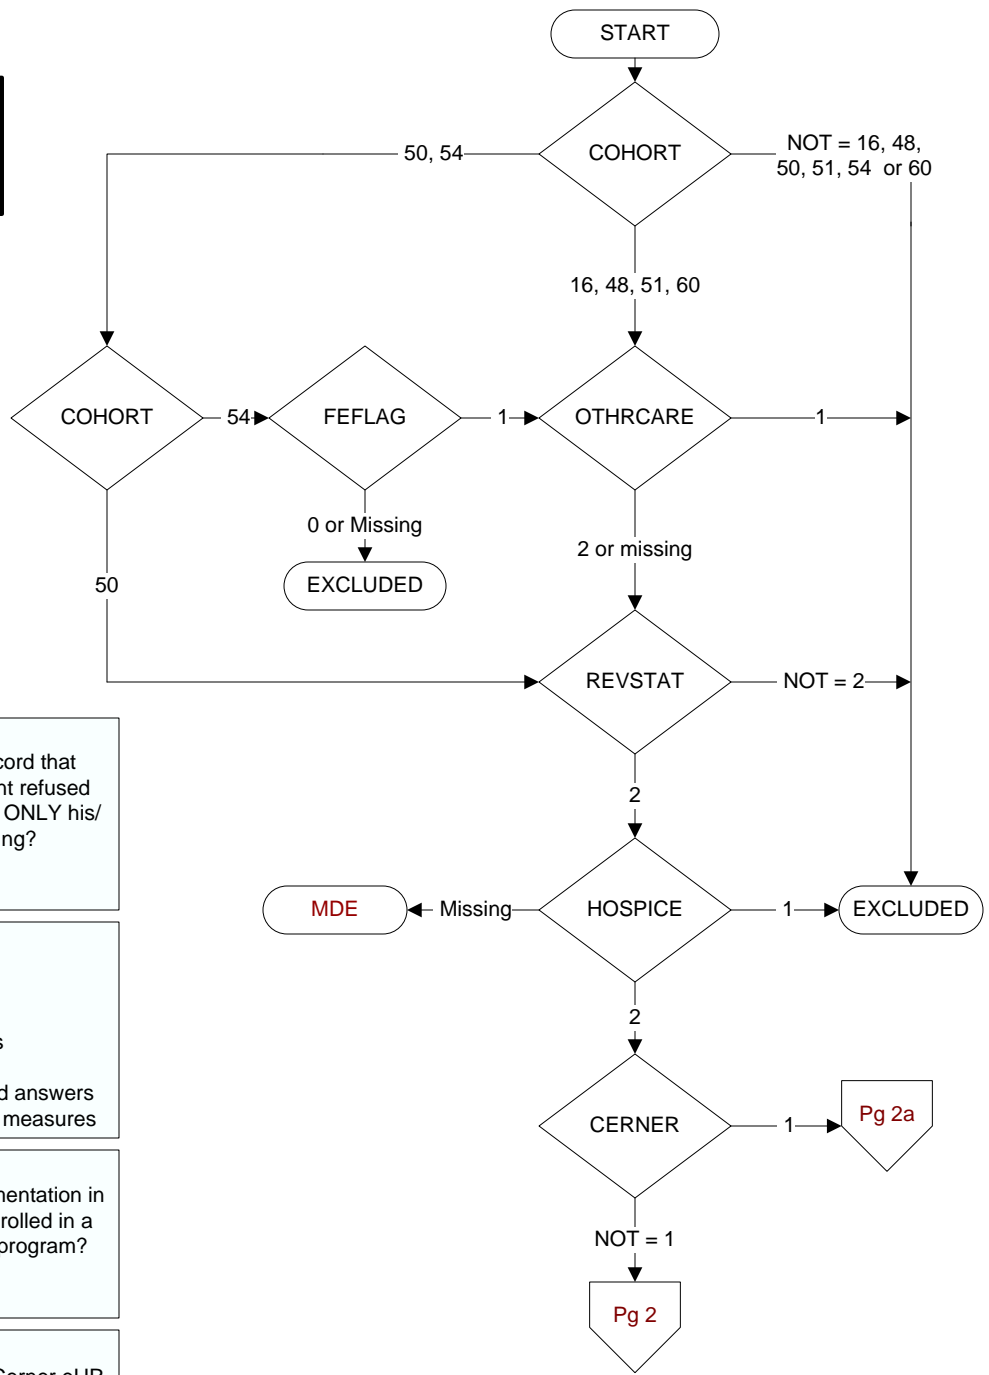 START
COHORT
50, 54
NOT = 16, 48,
50, 51, 54 or 60
16, 48, 51, 60
COHORT
54
FEFLAG
1
OTHRCARE
1
0 or Missing
EXCLUDED
2 or missing
50
REVSTAT
NOT = 2
2
MDE
Missing
HOSPICE
1
EXCLUDED
2
CERNER
1
Pg 2a
NOT = 1
Pg 2
cord that
nt refused
ONLY his/
ng?
s
d answers
measures
nentation in
rolled in a
program?